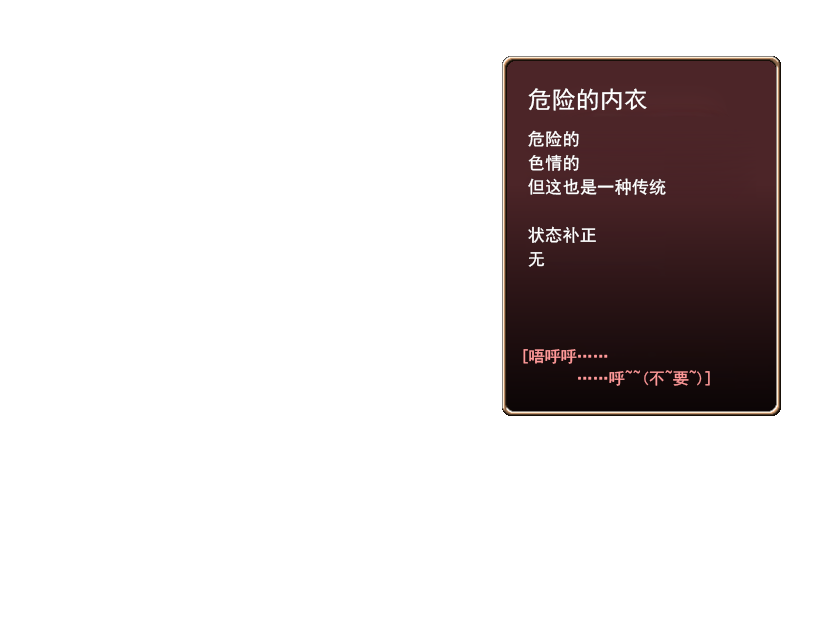 危险的内衣
危险的
色情的
但这也是一种传统
状态补正
无
[唔呼呼……
……呼~~(不~要~)]